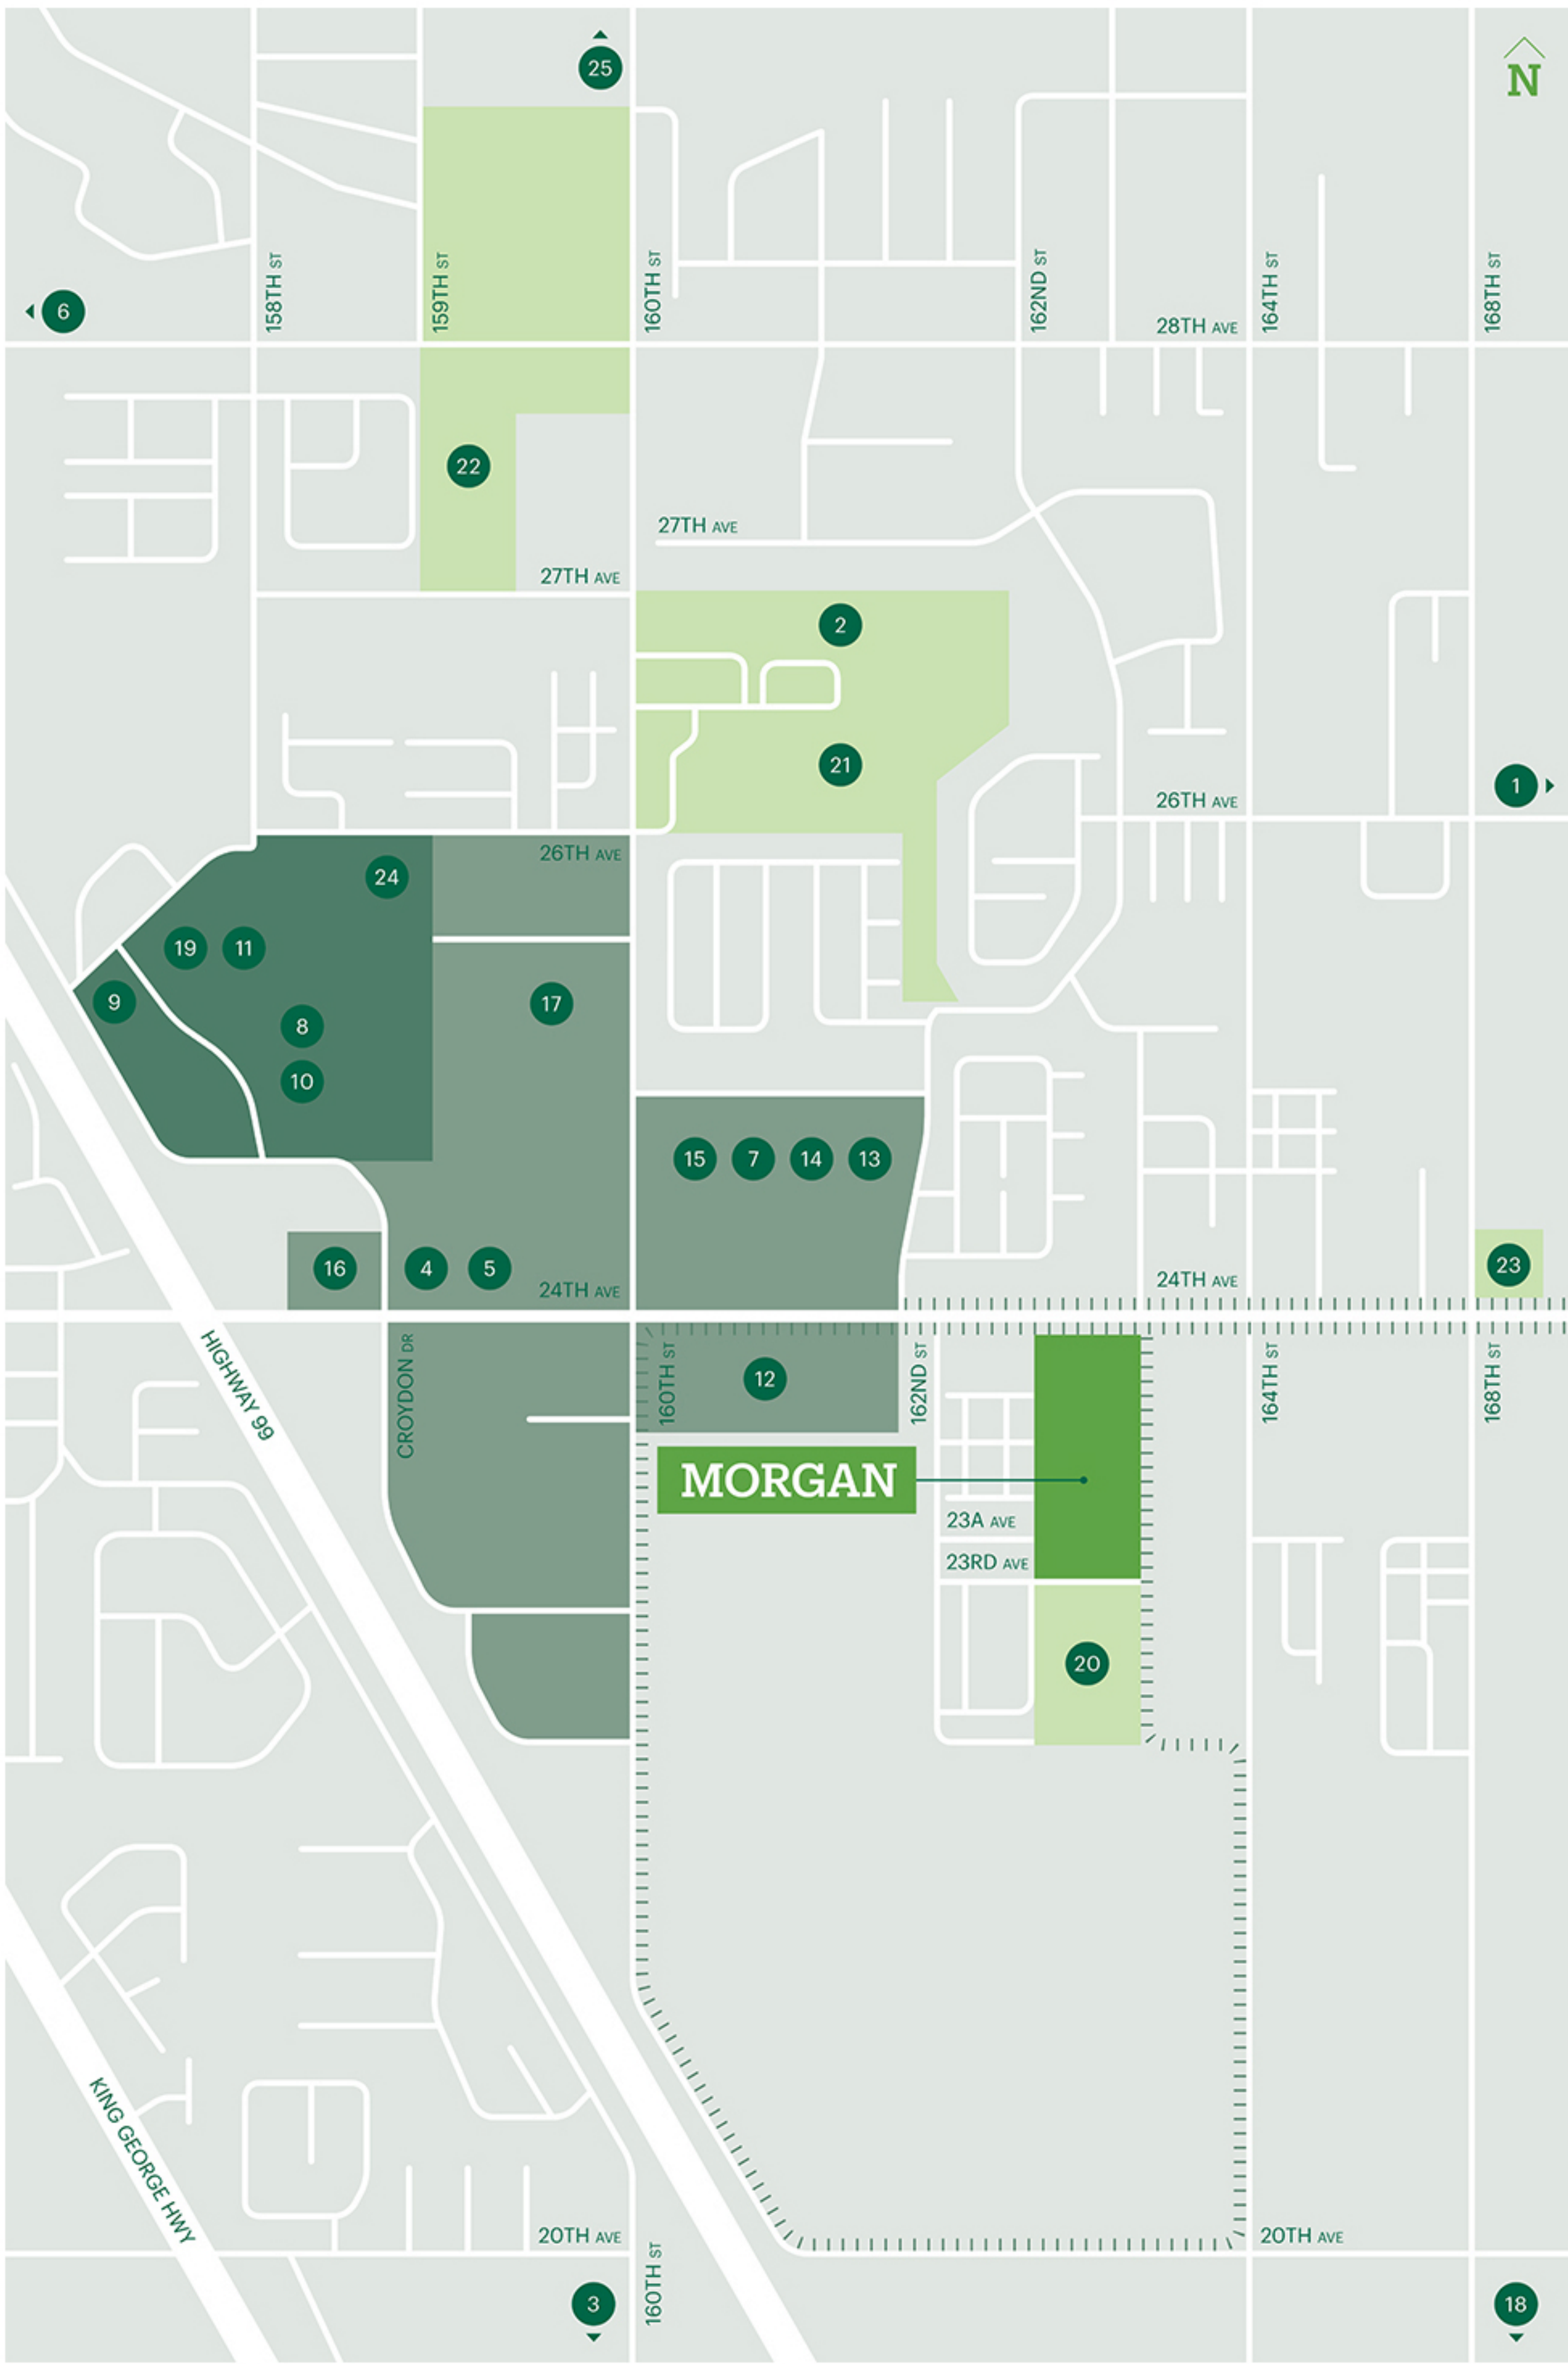 25
N
158TH ST
159TH ST
160TH ST
162ND ST
164TH ST
168TH ST
6
28TH AVE
22
27TH AVE
27TH AVE
2
21
1
26TH AVE
26TH AVE
24
19
11
9
17
8
10
15
7
14
13
16
4
5
23
24TH AVE
24TH AVE
HIGHWAY 99
CROYDON DR
160TH ST
12
162ND ST
164TH ST
168TH ST
MORGAN
23A AVE
23RD AVE
20
KING GEORGE HWY
20TH AVE
20TH AVE
160TH ST
3
18